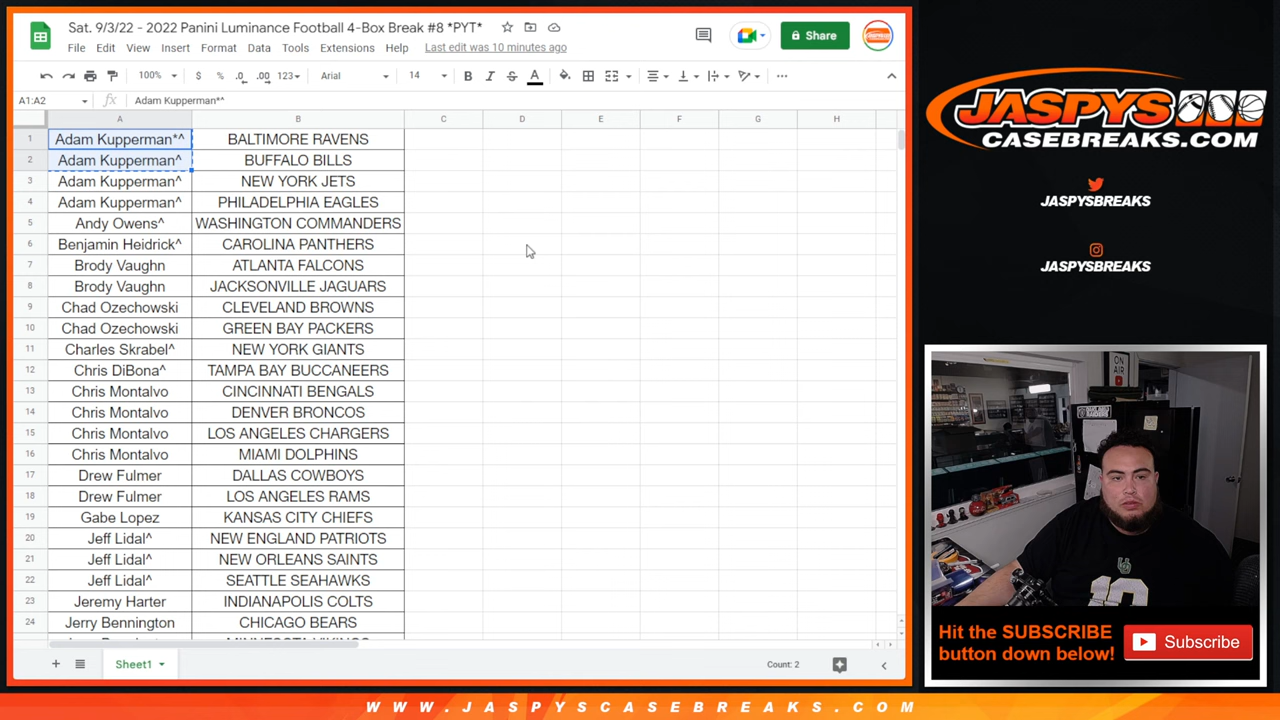 Sat. 9/3/22 - 2022 Panini Luminance Football 4-Box Break #8 *PYT*
Share
File Edit View Insert Format Data Tools Extensions Help Last edit was 10 minutes ago
100% $ % .0 .00 123 Arial 14 B I S A
A1:A2 fx Adam Kupperman*^
A B C D E F G H
1 Adam Kupperman*^ BALTIMORE RAVENS
2 Adam Kupperman^ BUFFALO BILLS
3 Adam Kupperman^ NEW YORK JETS
4 Adam Kupperman^ PHILADELPHIA EAGLES
5 Andy Owens^ WASHINGTON COMMANDERS
6 Benjamin Heidrick^ CAROLINA PANTHERS
7 Brody Vaughn ATLANTA FALCONS
8 Brody Vaughn JACKSONVILLE JAGUARS
9 Chad Ozechowski CLEVELAND BROWNS
10 Chad Ozechowski GREEN BAY PACKERS
11 Charles Skrabel^ NEW YORK GIANTS
12 Chris DiBona^ TAMPA BAY BUCCANEERS
13 Chris Montalvo CINCINNATI BENGALS
14 Chris Montalvo DENVER BRONCOS
15 Chris Montalvo LOS ANGELES CHARGERS
16 Chris Montalvo MIAMI DOLPHINS
17 Drew Fulmer DALLAS COWBOYS
18 Drew Fulmer LOS ANGELES RAMS
19 Gabe Lopez KANSAS CITY CHIEFS
20 Jeff Lidal^ NEW ENGLAND PATRIOTS
21 Jeff Lidal^ NEW ORLEANS SAINTS
22 Jeff Lidal^ SEATTLE SEAHAWKS
23 Jeremy Harter INDIANAPOLIS COLTS
24 Jerry Bennington CHICAGO BEARS
Sheet1
Count: 2
JASPYS
CASEBREAKS.COM
JASPYSBREAKS
JASPYSBREAKS
ON AIR
Hit the SUBSCRIBE
button down below!
Subscribe
WWW.JASPYSCASEBREAKS.COM